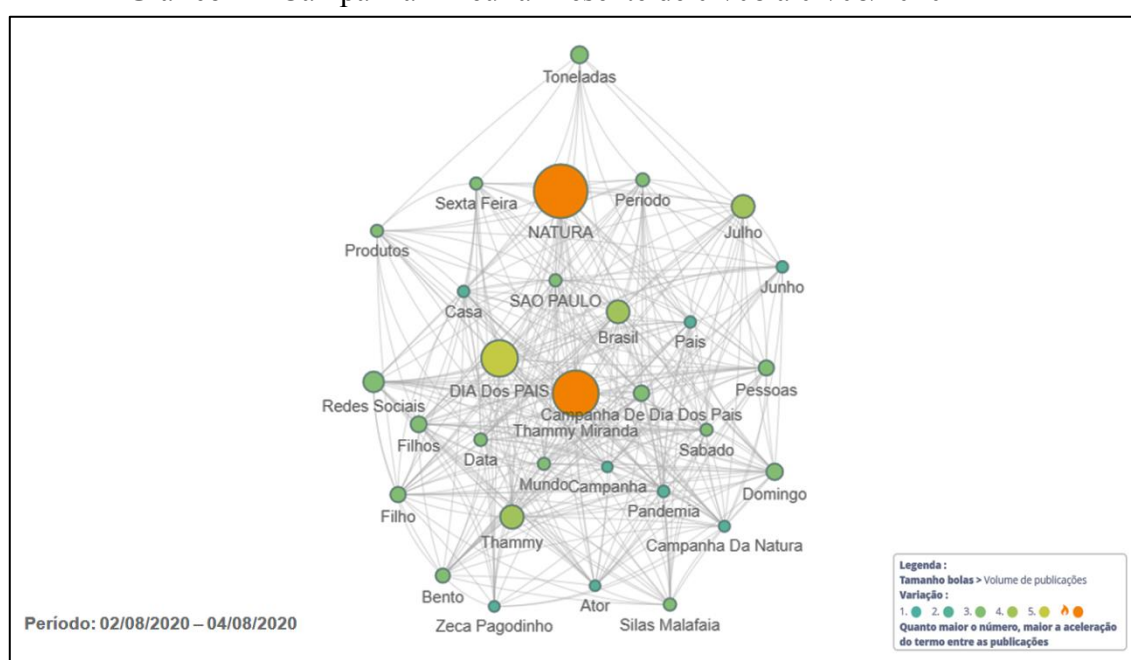 Toneladas
Sexta Feira
NATURA
Periodo
Julho
Produtos
Junho
Casa
SAO PAULO
Brasil
Pais
DIA Dos PAIS
Pessoas
Redes Sociais
Campanha De Dia Dos Pais
Thammy Miranda
Filhos
Data
Sabado
Mundo
Campanha
Domingo
Filho
Pandemia
Thammy
Campanha Da Natura
Bento
Ator
Zeca Pagodinho
Silas Malafaia
Período: 02/08/2020 – 04/08/2020
Legenda :
Tamanho bolas > Volume de publicações
Variação :
1. 2. 3. 4. 5.
Quanto maior o número, maior a aceleração
do termo entre as publicações